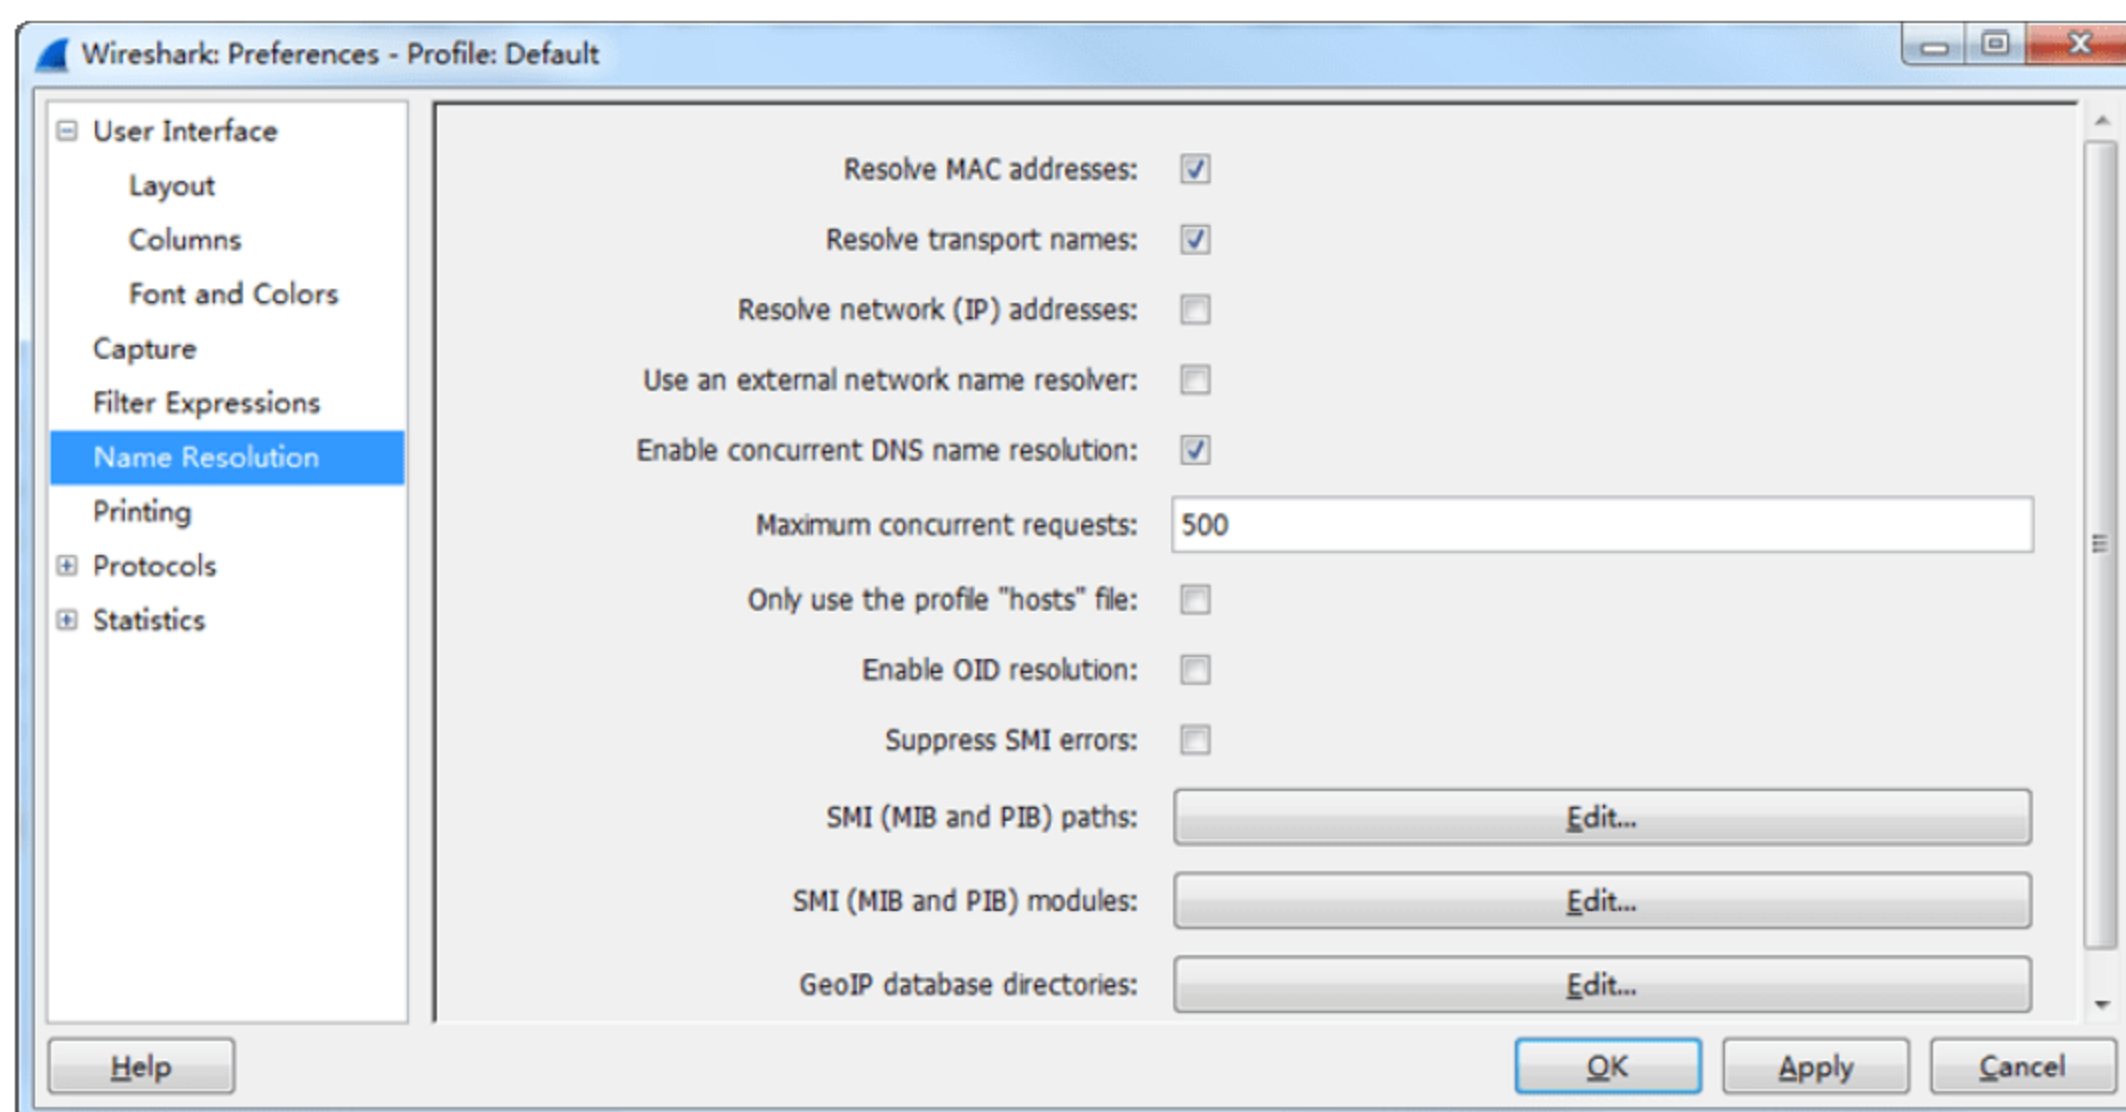 Wireshark: Preferences - Profile: Default
User Interface
Layout
Columns
Font and Colors
Capture
Filter Expressions
Name Resolution
Printing
Protocols
Statistics
Resolve MAC addresses:
Resolve transport names:
Resolve network (IP) addresses:
Use an external network name resolver:
Enable concurrent DNS name resolution:
Maximum concurrent requests: 500
Only use the profile "hosts" file:
Enable OID resolution:
Suppress SMI errors:
SMI (MIB and PIB) paths: Edit...
SMI (MIB and PIB) modules: Edit...
GeoIP database directories: Edit...
Help OK Apply Cancel